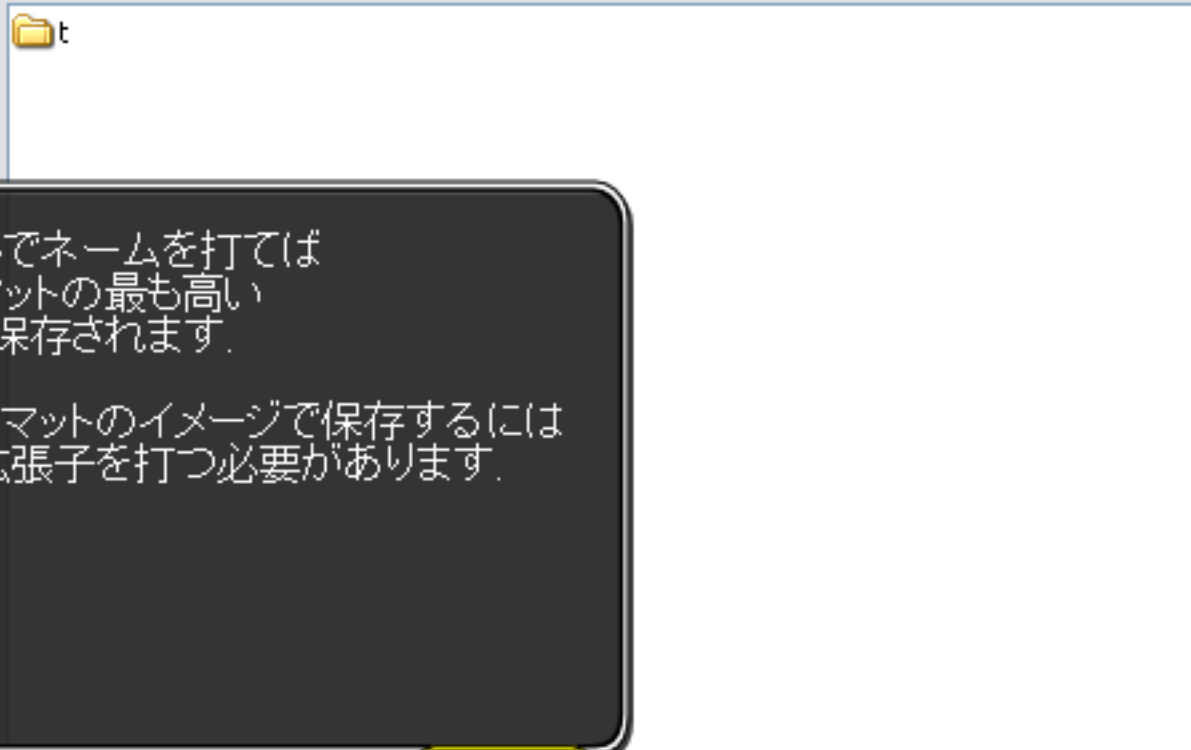 t
でネームを打てば
ットの最も高い
保存されます.
マットのイメージで保存するには
張子を打つ必要があります.